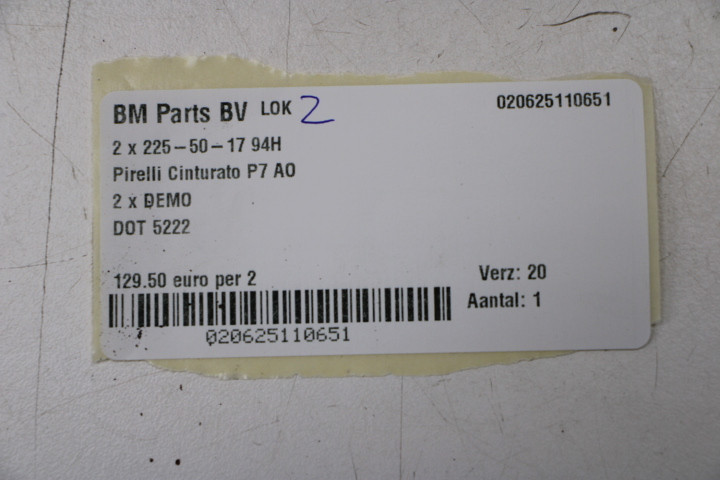 BM Parts BV LOK 2 020625110651
2 x 225-50-17 94H
Pirelli Cinturato P7 AO
2 x DEMO
DOT 5222
129.50 euro per 2 Verz: 20
Aantal: 1
020625110651